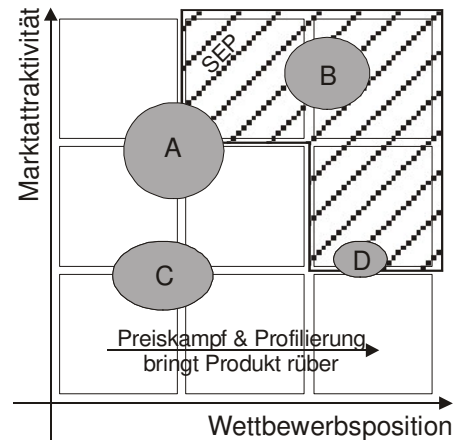 Marktattraktivität
SEP
B
A
D
C
Preiskampf & Profilierung
bringt Produkt rüber
Wettbewerbsposition